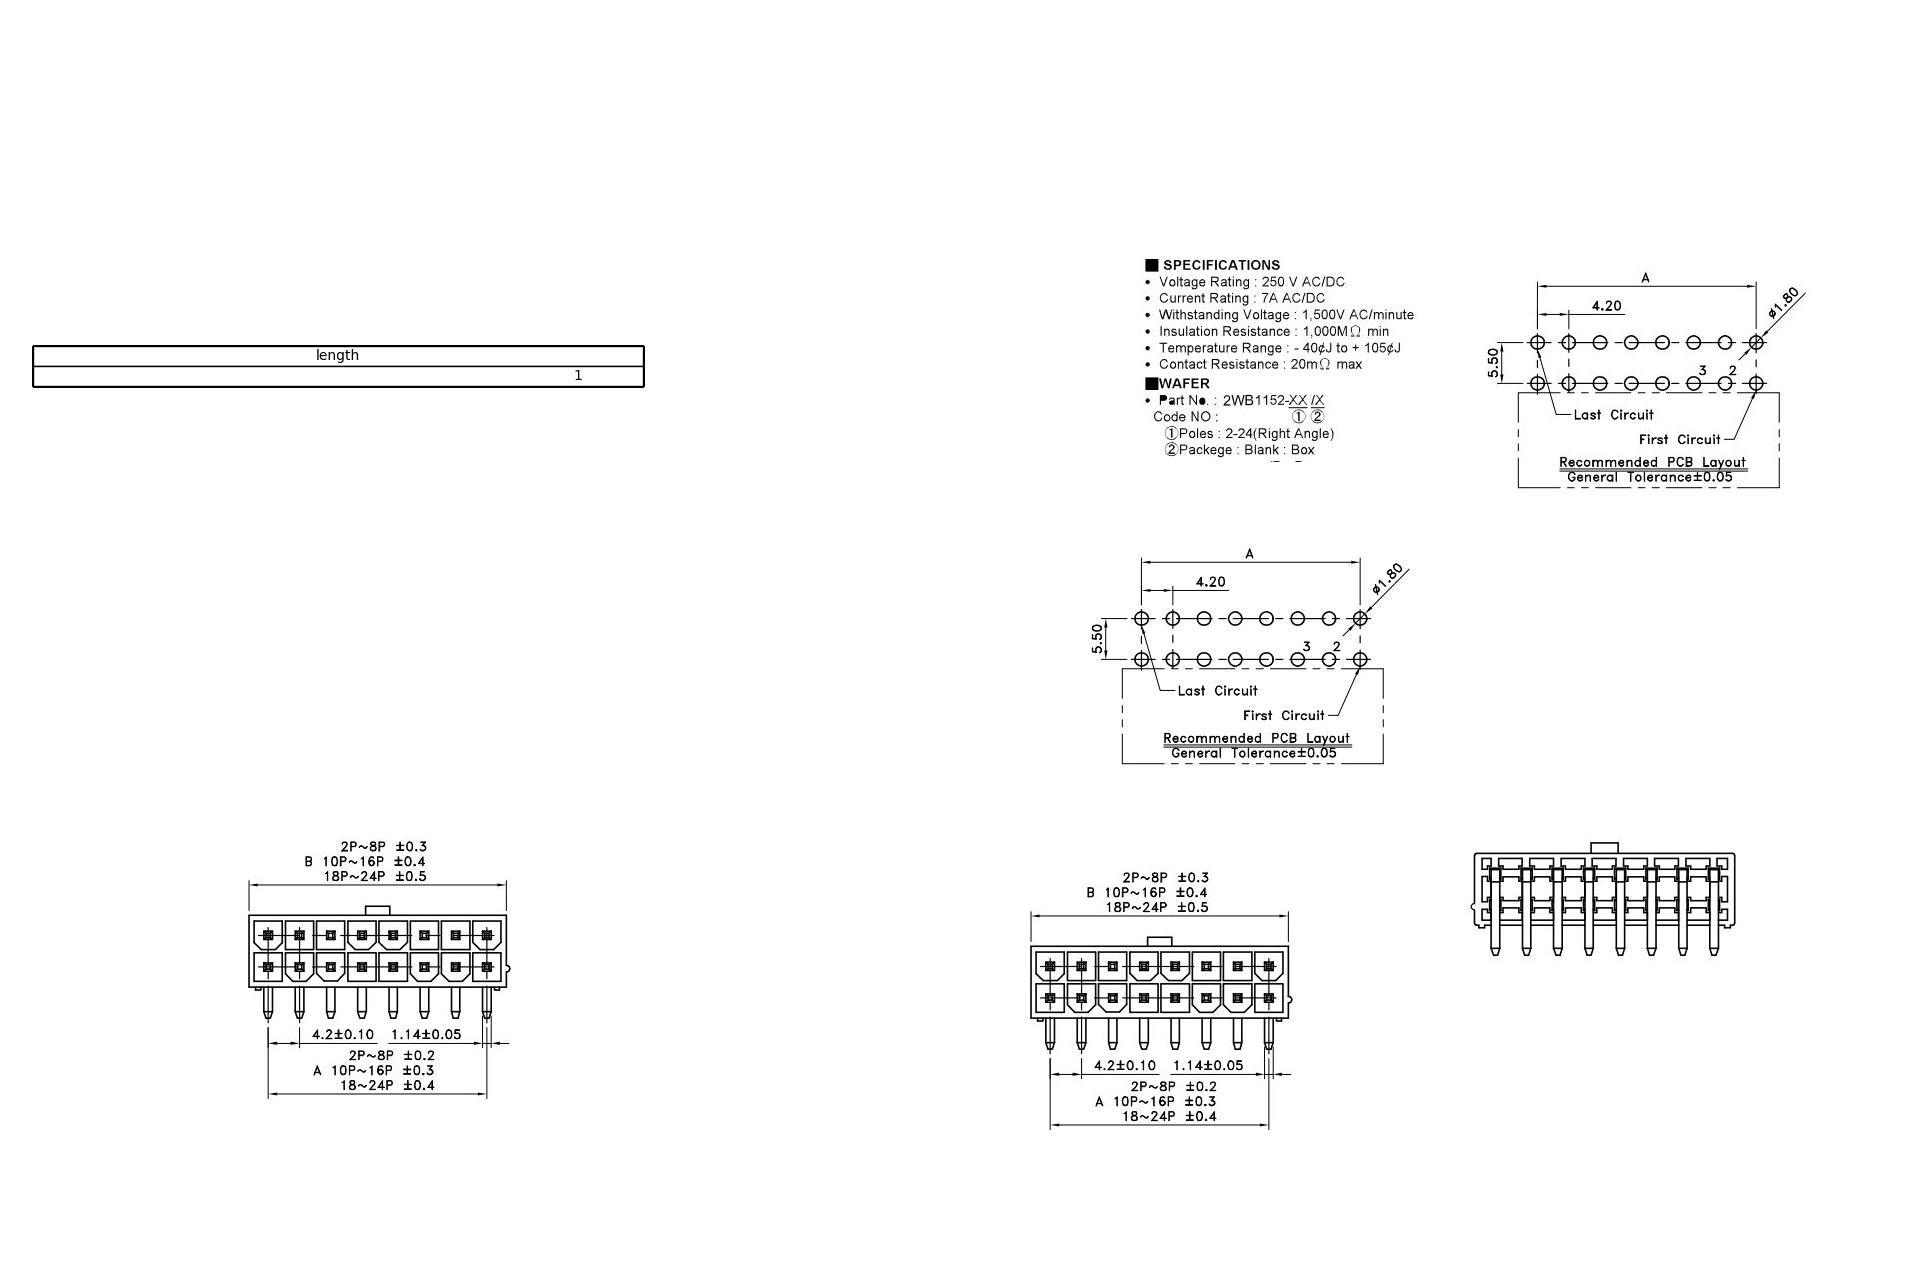 length
1
■ SPECIFICATIONS
• Voltage Rating : 250 V AC/DC
• Current Rating : 7A AC/DC
• Withstanding Voltage : 1,500V AC/minute
• Insulation Resistance : 1,000MΩ min
• Temperature Range : - 40¢J to + 105¢J
• Contact Resistance : 20mΩ max
■WAFER
• Part No. : 2WB1152-XX /X
Code NO : ① ②
①Poles : 2-24(Right Angle)
②Packege : Blank : Box
A
4.20
ø1.80
5.50
3 2
Last Circuit
First Circuit
Recommended PCB Layout
General Tolerance±0.05
A
4.20
ø1.80
5.50
3 2
Last Circuit
First Circuit
Recommended PCB Layout
General Tolerance±0.05
2P~8P ±0.3
B 10P~16P ±0.4
18P~24P ±0.5
4.2±0.10 1.14±0.05
2P~8P ±0.2
A 10P~16P ±0.3
18~24P ±0.4
2P~8P ±0.3
B 10P~16P ±0.4
18P~24P ±0.5
4.2±0.10 1.14±0.05
2P~8P ±0.2
A 10P~16P ±0.3
18~24P ±0.4